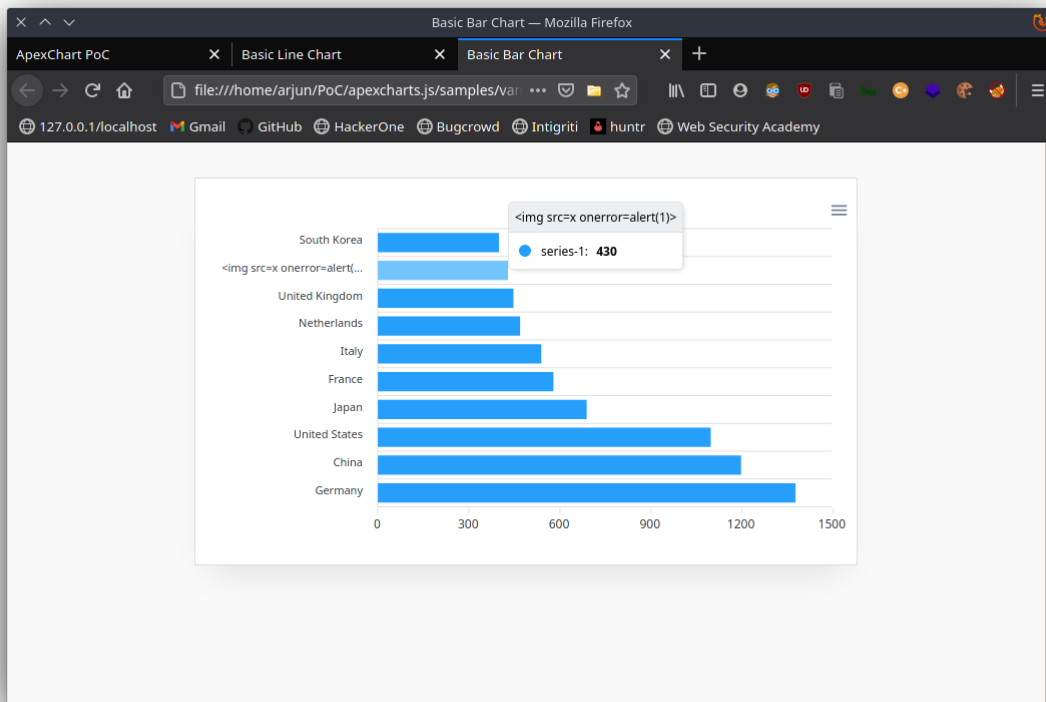 Basic Bar Chart — Mozilla Firefox
ApexChart PoC
Basic Line Chart
Basic Bar Chart
file:///home/arjun/PoC/apexcharts.js/samples/van
127.0.0.1/localhost
Gmail
GitHub
HackerOne
Bugcrowd
Intigriti
huntr
Web Security Academy
<img src=x onerror=alert(1)>
series-1: 430
South Korea
<img src=x onerror=alert(...
United Kingdom
Netherlands
Italy
France
Japan
United States
China
Germany
0 300 600 900 1200 1500